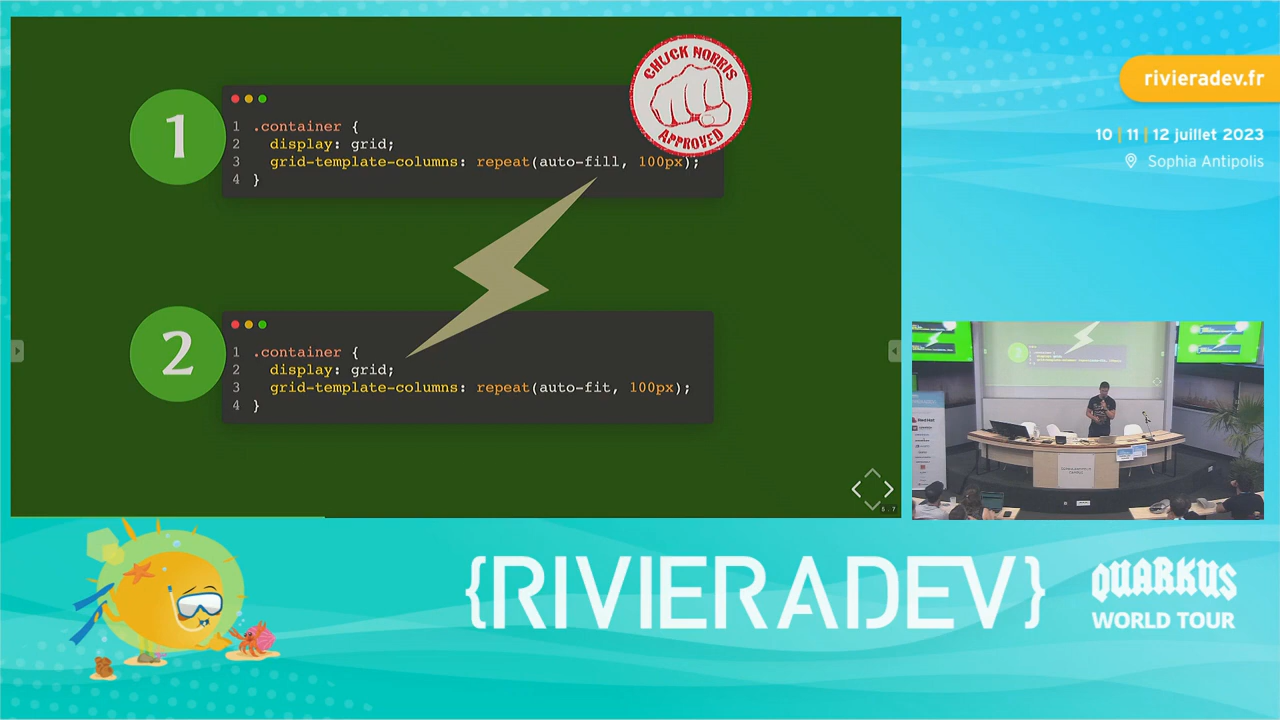 1
CHUCK NORRIS
APPROVED
1 .container {
2 display: grid;
3 grid-template-columns: repeat(auto-fill, 100px);
4 }
2
1 .container {
2 display: grid;
3 grid-template-columns: repeat(auto-fit, 100px);
4 }
5.7
rivieradev.fr
10 | 11 | 12 juillet 2023
Sophia Antipolis
{RIVIERADEV}
QUARKUS
WORLD TOUR